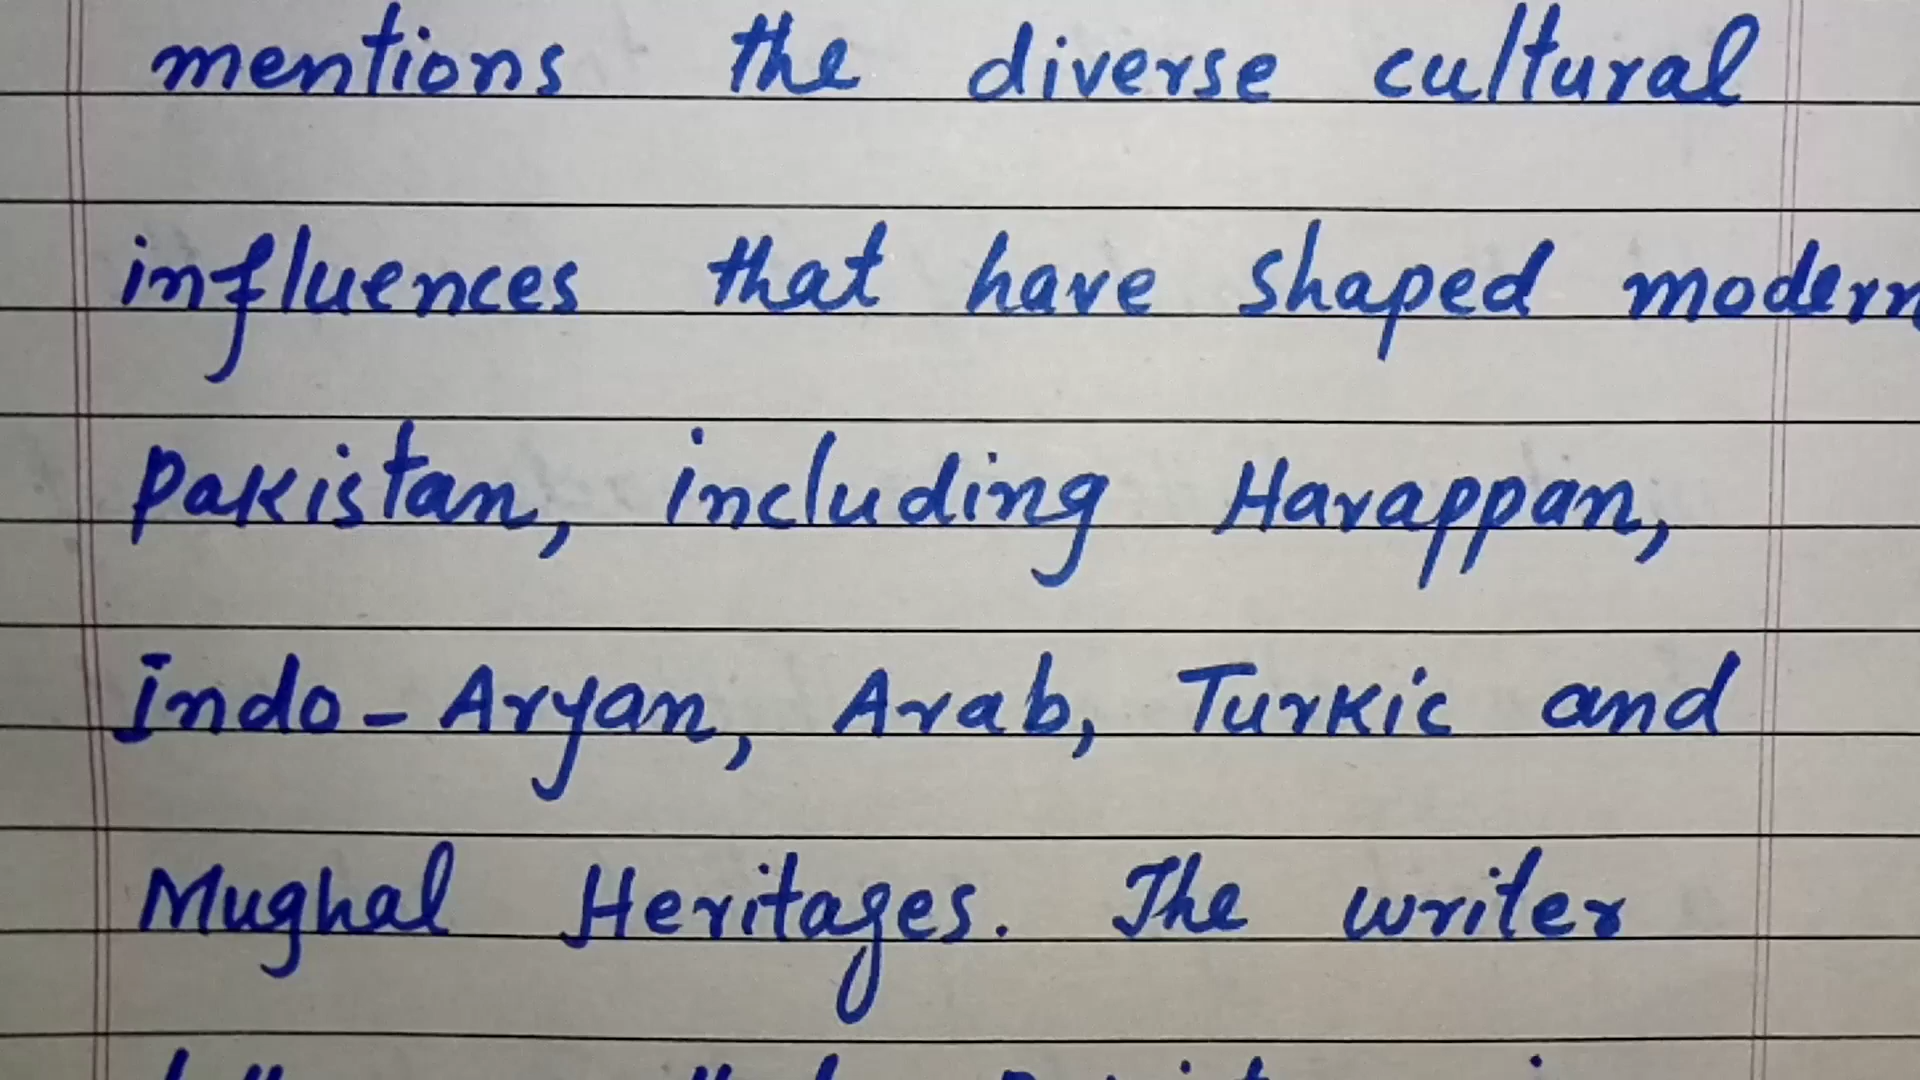 mentions the diverse cultural
influences that have shaped modern
Pakistan, including Harappan,
Indo-Aryan, Arab, Turkic and
Mughal Heritages. The writer